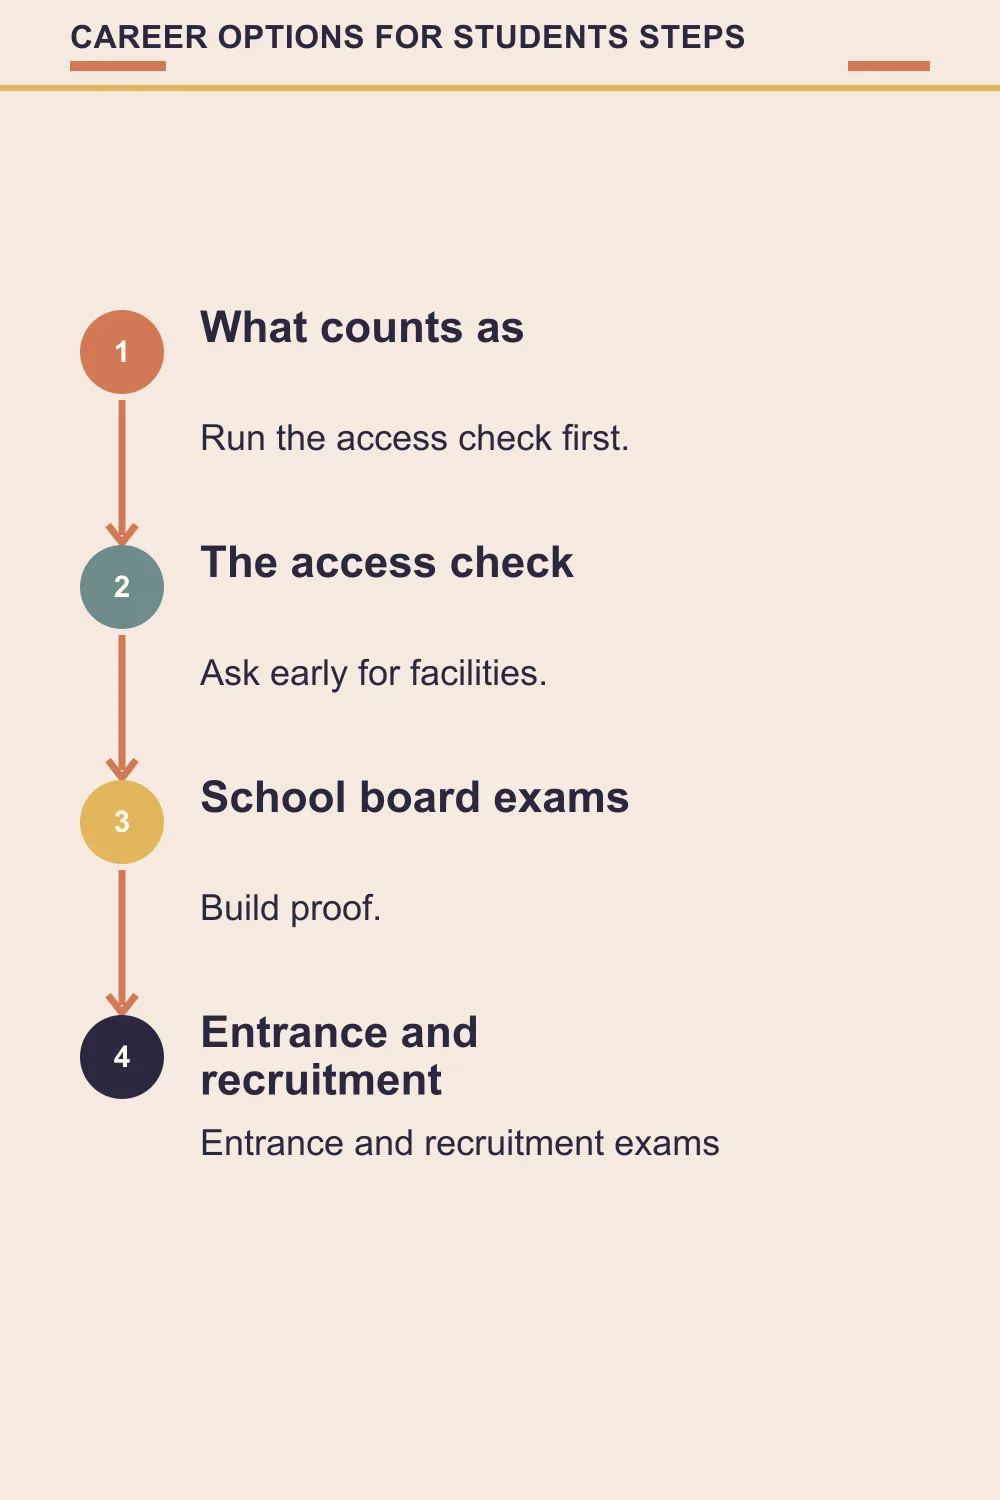 CAREER OPTIONS FOR STUDENTS STEPS
1
What counts as
Run the access check first.
2
The access check
Ask early for facilities.
3
School board exams
Build proof.
4
Entrance and
recruitment
Entrance and recruitment exams